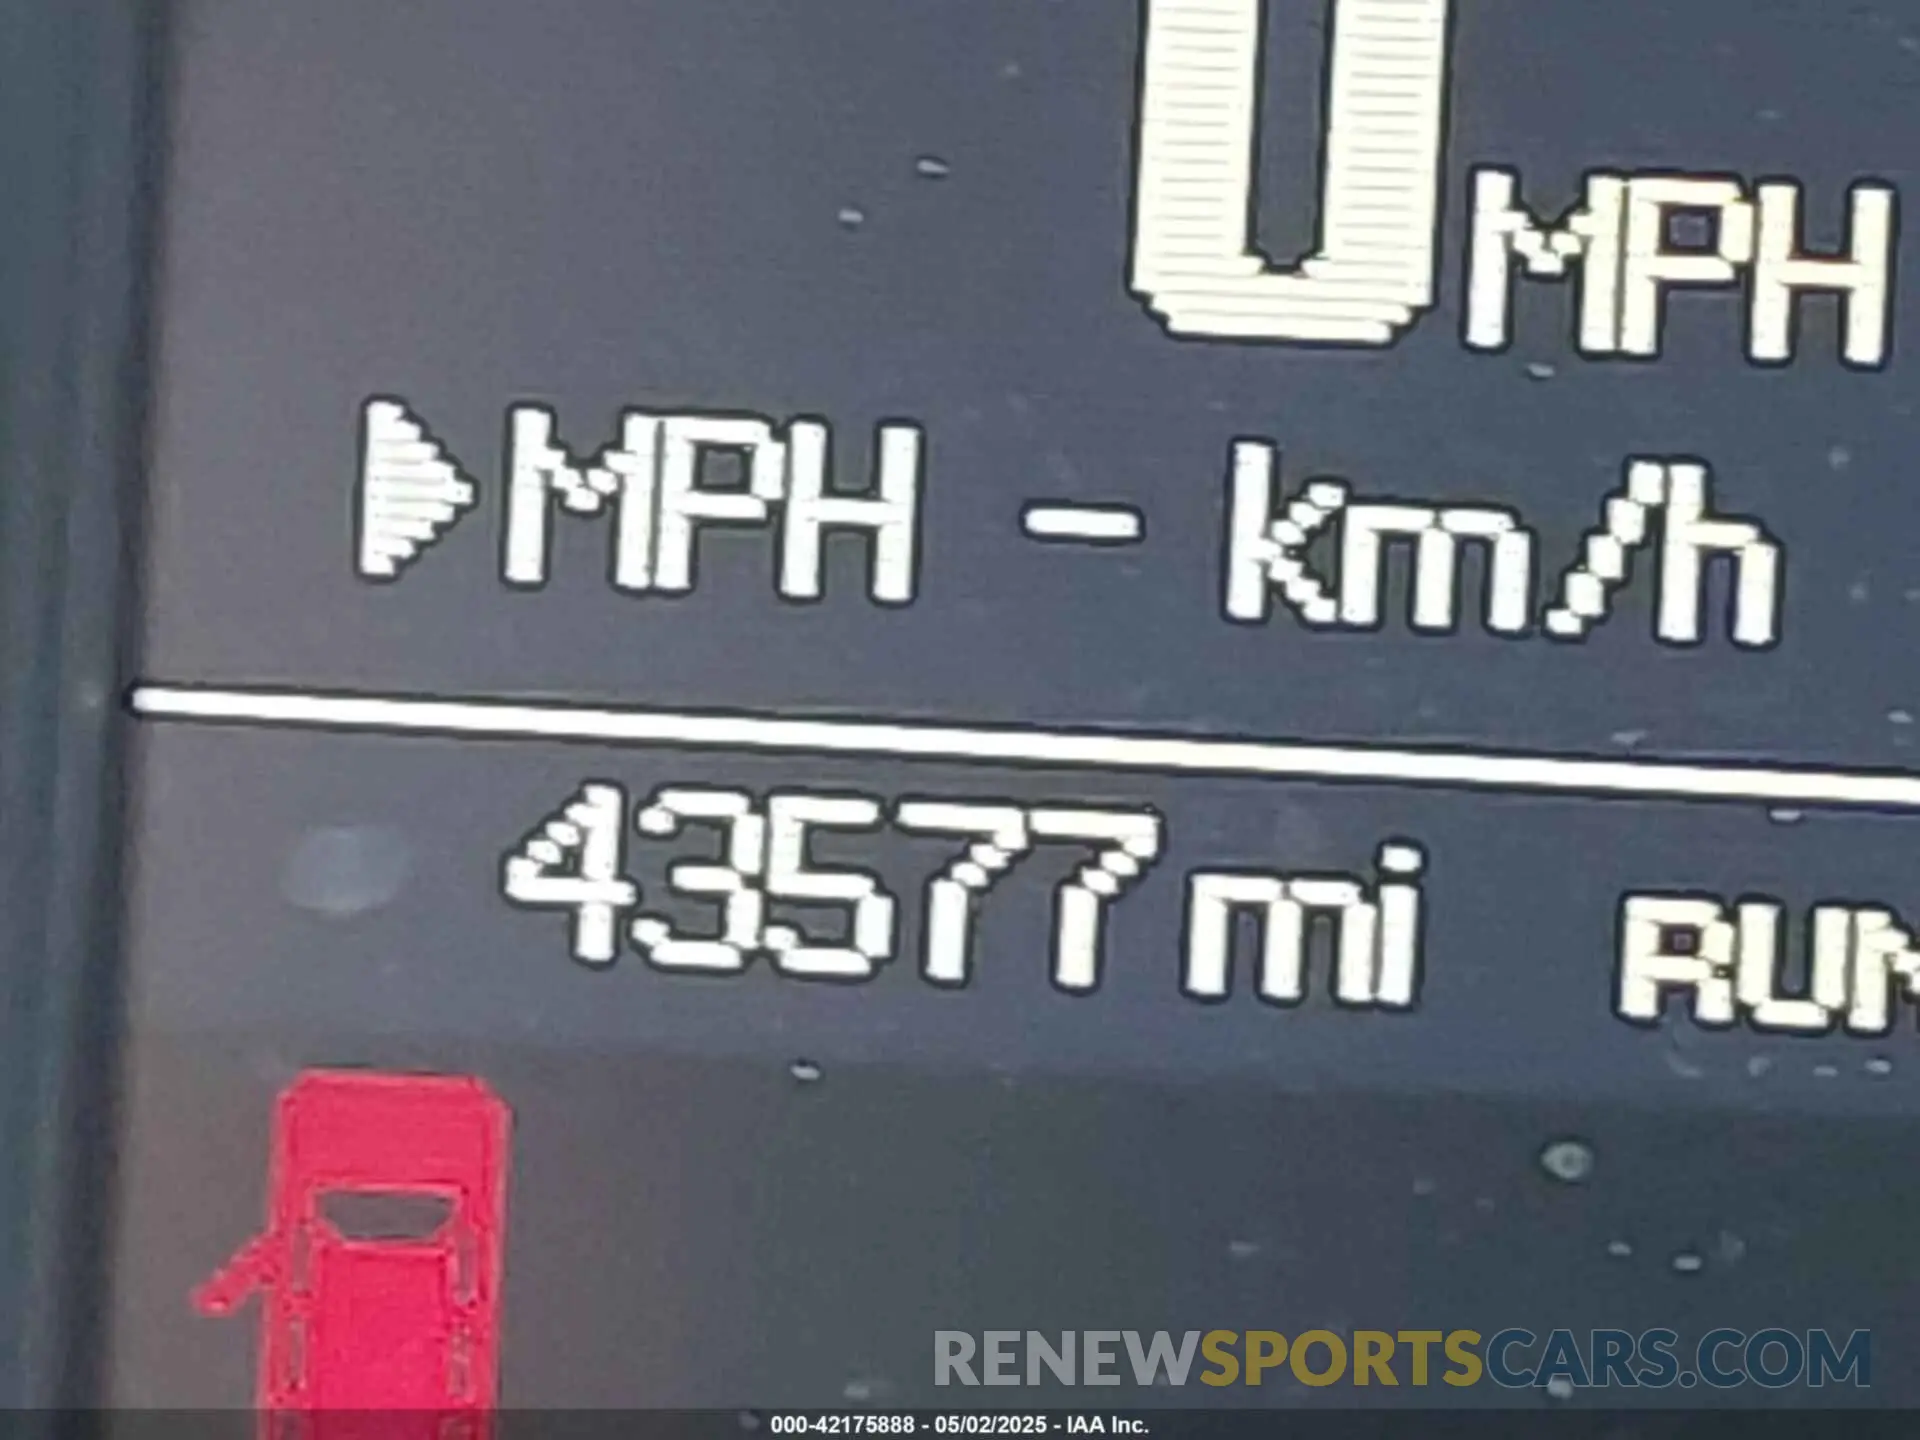 0 MPH
MPH - km/h
43577 mi
RENEWSPORTSCARS.COM
000-42175888 - 05/02/2025 - IAA Inc.